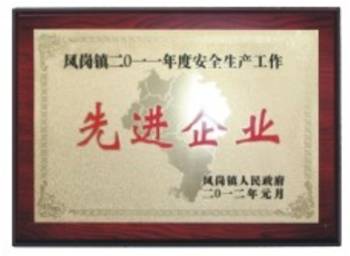 凤岗镇二〇一一年度安全生产工作
先进企业
凤岗镇人民政府
二〇一二年元月